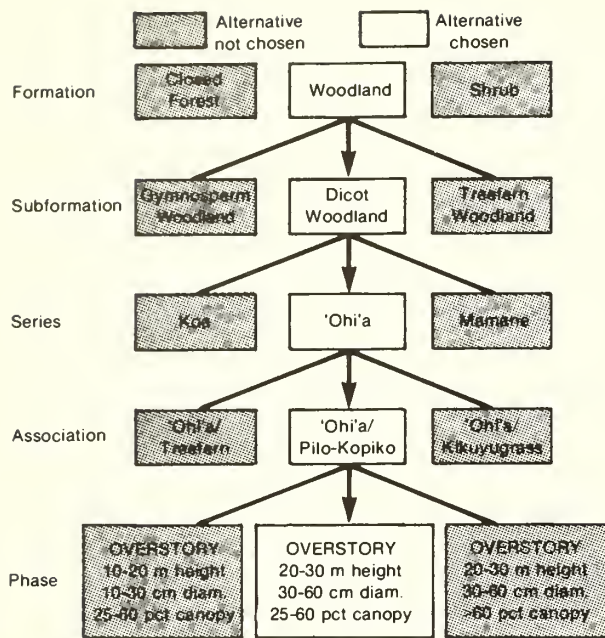 Alternative
not chosen
Alternative
chosen
Formation
Closed
Forest
Woodland
Shrub
Subformation
Gymnosperm
Woodland
Dicot
Woodland
Treefern
Woodland
Series
Koa
'Ohi'a
Mamane
Association
'Ohi'a/
Treefern
'Ohi'a/
Pilo-Kopiko
'Ohi'a/
Kikuyugrass
Phase
OVERSTORY
10-20 m height
10-30 cm diam.
25-60 pct canopy
OVERSTORY
20-30 m height
30-60 cm diam.
25-60 pct canopy
OVERSTORY
20-30 m height
30-60 cm diam.
>60 pct canopy